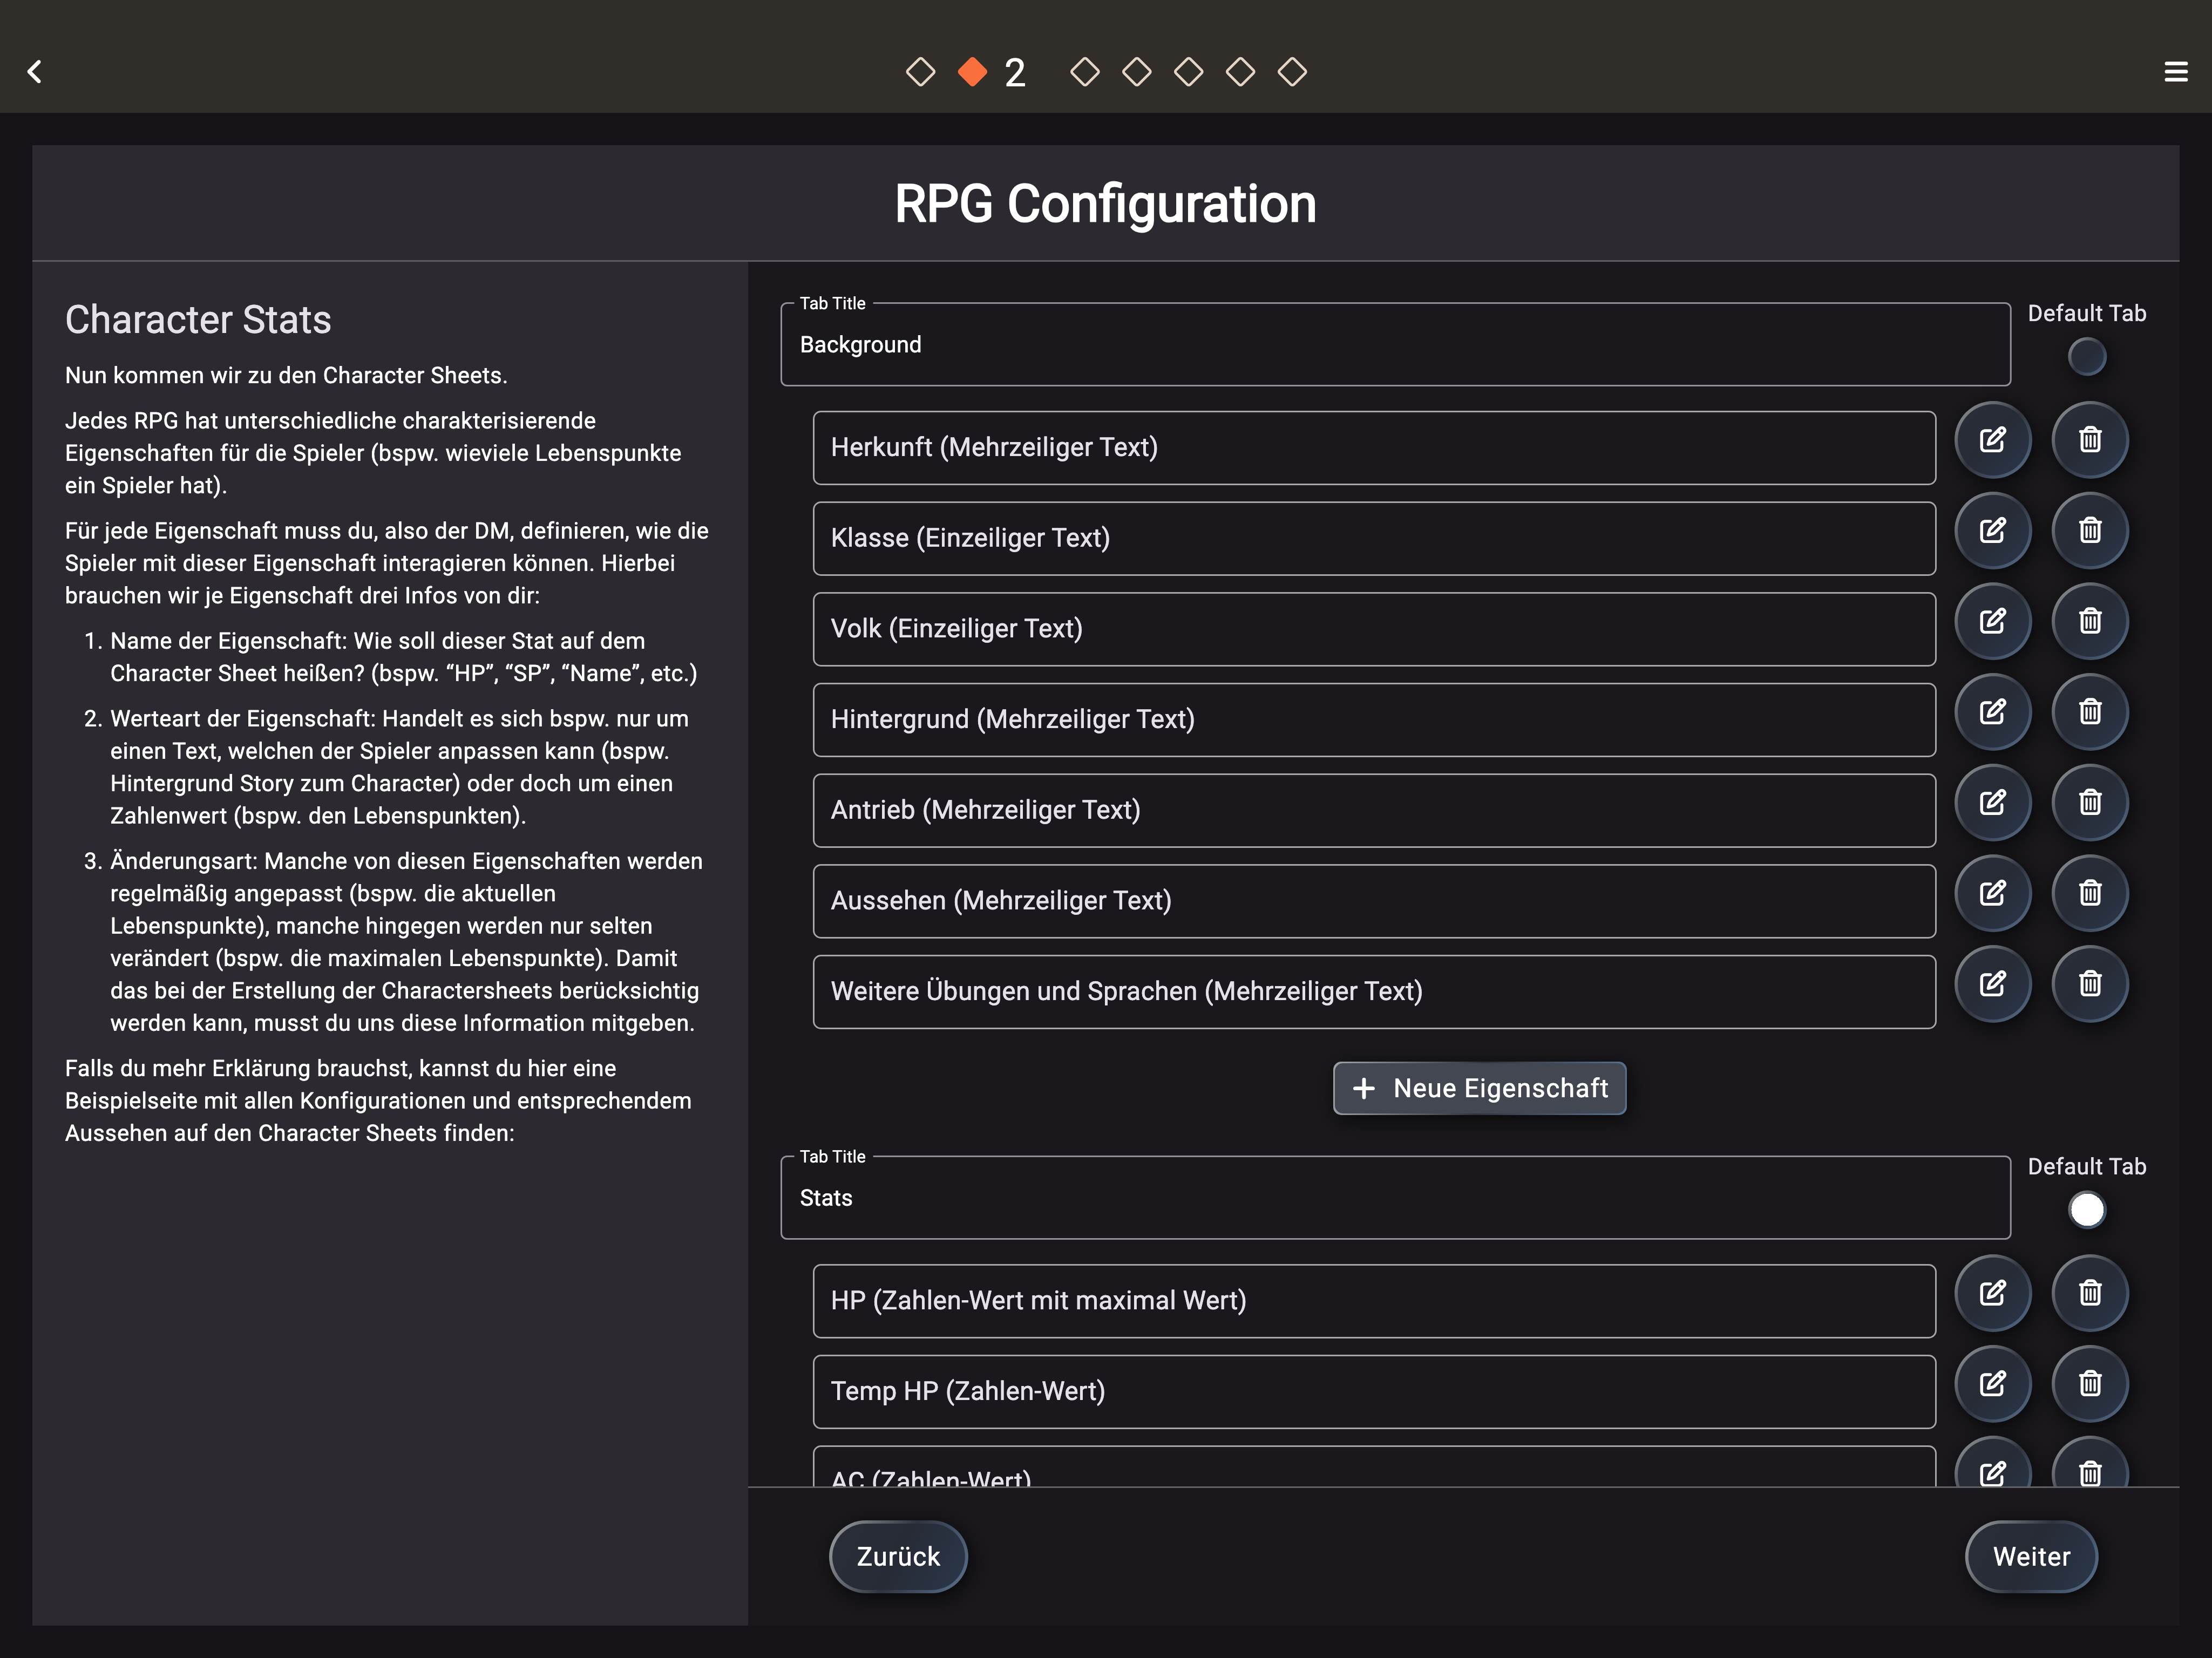 2
RPG Configuration
Character Stats
Nun kommen wir zu den Character Sheets.
Jedes RPG hat unterschiedliche charakterisierende
Eigenschaften für die Spieler (bspw. wieviele Lebenspunkte
ein Spieler hat).
Für jede Eigenschaft muss du, also der DM, definieren, wie die
Spieler mit dieser Eigenschaft interagieren können. Hierbei
brauchen wir je Eigenschaft drei Infos von dir:
1. Name der Eigenschaft: Wie soll dieser Stat auf dem
Character Sheet heißen? (bspw. “HP”, “SP”, “Name”, etc.)
2. Werteart der Eigenschaft: Handelt es sich bspw. nur um
einen Text, welchen der Spieler anpassen kann (bspw.
Hintergrund Story zum Character) oder doch um einen
Zahlenwert (bspw. den Lebenspunkten).
3. Änderungsart: Manche von diesen Eigenschaften werden
regelmäßig angepasst (bspw. die aktuellen
Lebenspunkte), manche hingegen werden nur selten
verändert (bspw. die maximalen Lebenspunkte). Damit
das bei der Erstellung der Charactersheets berücksichtig
werden kann, musst du uns diese Information mitgeben.
Falls du mehr Erklärung brauchst, kannst du hier eine
Beispielseite mit allen Konfigurationen und entsprechendem
Aussehen auf den Character Sheets finden:
Tab Title
Background
Default Tab
Herkunft (Mehrzeiliger Text)
Klasse (Einzeiliger Text)
Volk (Einzeiliger Text)
Hintergrund (Mehrzeiliger Text)
Antrieb (Mehrzeiliger Text)
Aussehen (Mehrzeiliger Text)
Weitere Übungen und Sprachen (Mehrzeiliger Text)
+ Neue Eigenschaft
Tab Title
Stats
Default Tab
HP (Zahlen-Wert mit maximal Wert)
Temp HP (Zahlen-Wert)
AC (Zahlen-Wert)
Zurück
Weiter